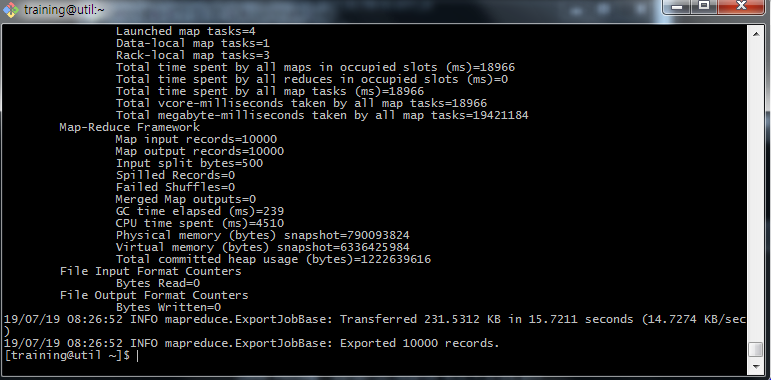 training@util:~
Launched map tasks=4
Data-local map tasks=1
Rack-local map tasks=3
Total time spent by all maps in occupied slots (ms)=18966
Total time spent by all reduces in occupied slots (ms)=0
Total time spent by all map tasks (ms)=18966
Total vcore-milliseconds taken by all map tasks=18966
Total megabyte-milliseconds taken by all map tasks=19421184
Map-Reduce Framework
Map input records=10000
Map output records=10000
Input split bytes=500
Spilled Records=0
Failed Shuffles=0
Merged Map outputs=0
GC time elapsed (ms)=239
CPU time spent (ms)=4510
Physical memory (bytes) snapshot=790093824
Virtual memory (bytes) snapshot=6336425984
Total committed heap usage (bytes)=1222639616
File Input Format Counters
Bytes Read=0
File Output Format Counters
Bytes Written=0
19/07/19 08:26:52 INFO mapreduce.ExportJobBase: Transferred 231.5312 KB in 15.7211 seconds (14.7274 KB/sec
)
19/07/19 08:26:52 INFO mapreduce.ExportJobBase: Exported 10000 records.
[training@util ~]$